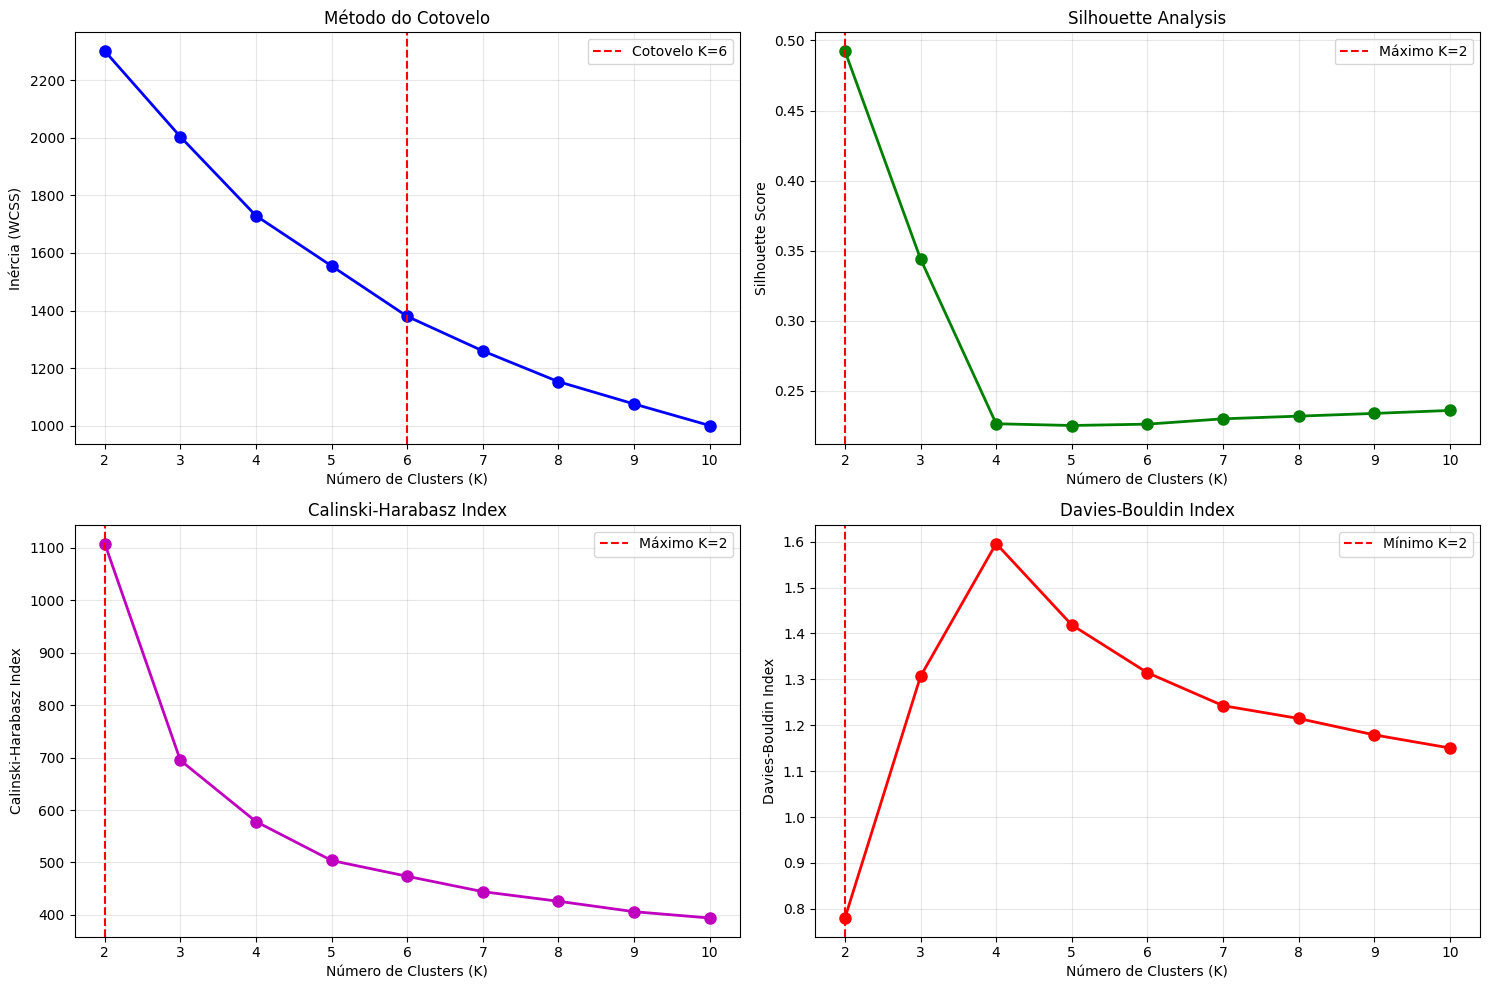 Método do Cotovelo
Cotovelo K=6
Inércia (WCSS)
2200
2000
1800
1600
1400
1200
1000
2 3 4 5 6 7 8 9 10
Número de Clusters (K)
Silhouette Analysis
Máximo K=2
Silhouette Score
0.50
0.45
0.40
0.35
0.30
0.25
2 3 4 5 6 7 8 9 10
Número de Clusters (K)
Calinski-Harabasz Index
Máximo K=2
Calinski-Harabasz Index
1100
1000
900
800
700
600
500
400
2 3 4 5 6 7 8 9 10
Número de Clusters (K)
Davies-Bouldin Index
Mínimo K=2
Davies-Bouldin Index
1.6
1.5
1.4
1.3
1.2
1.1
1.0
0.9
0.8
2 3 4 5 6 7 8 9 10
Número de Clusters (K)